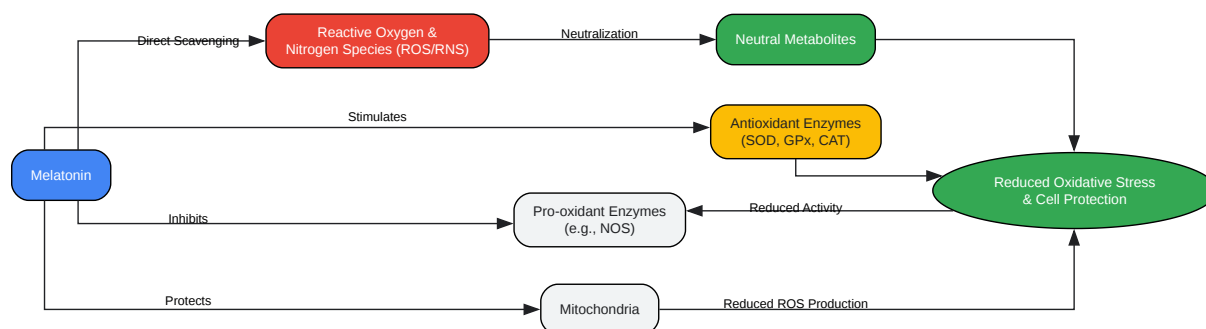 Direct Scavenging
Reactive Oxygen &
Nitrogen Species (ROS/RNS)
Neutralization
Neutral Metabolites
Stimulates
Antioxidant Enzymes
(SOD, GPx, CAT)
Melatonin
Reduced Oxidative Stress
& Cell Protection
Inhibits
Pro-oxidant Enzymes
(e.g., NOS)
Reduced Activity
Protects
Mitochondria
Reduced ROS Production